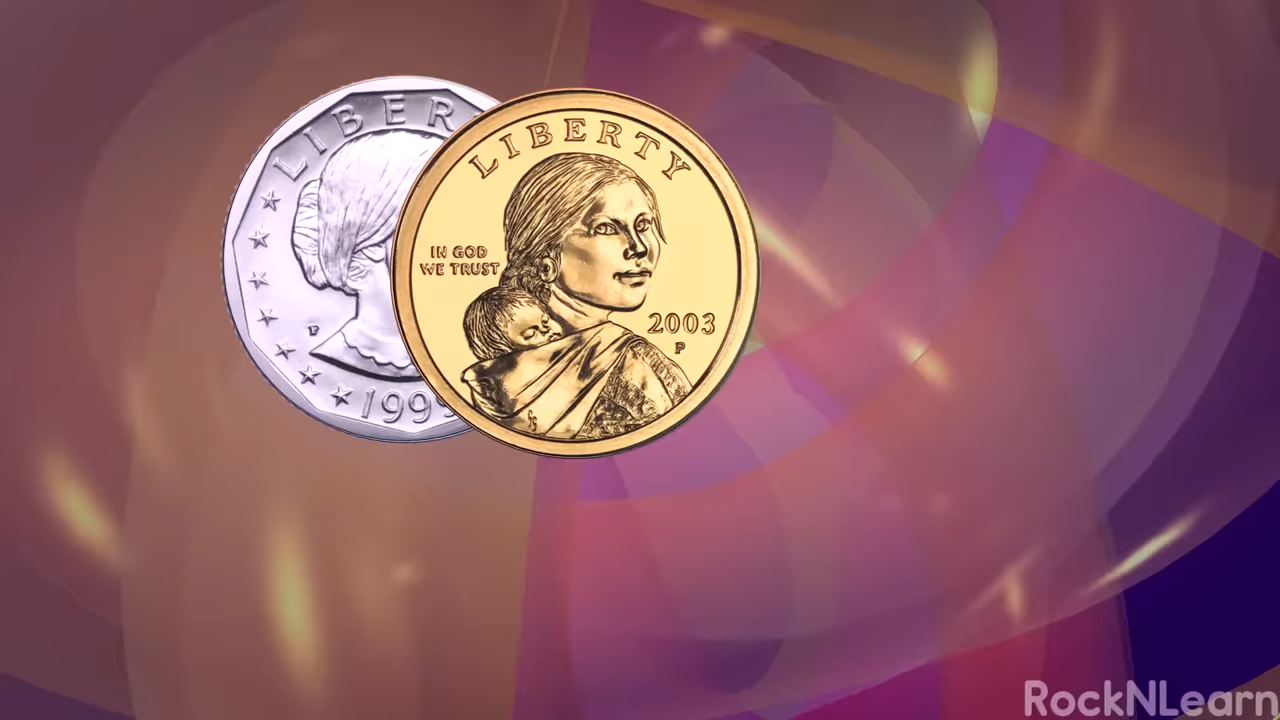 LIBER
P
199
LIBERTY
IN GOD
WE TRUST
2003
P
RockNLearn